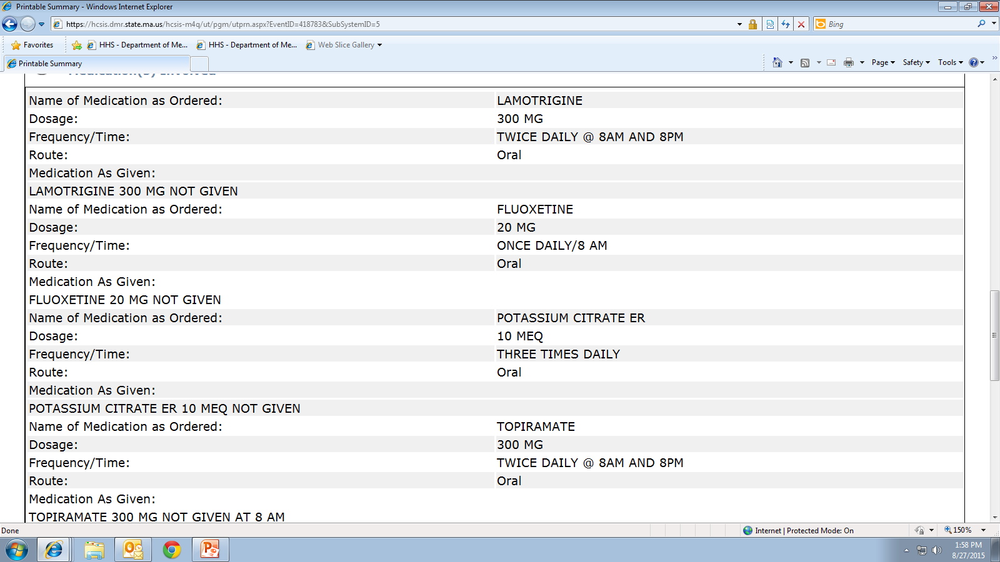 Printable Summary - Windows Internet Explorer
https://hcsis.dmr.state.ma.us/hcsis-m4q/ut/pgm/utprn.aspx?EventID=418783&SubSystemID=5
Bing
Favorites
HHS - Department of Me...
HHS - Department of Me...
Web Slice Gallery
Printable Summary
Page
Safety
Tools
Medication(s) Involved
Name of Medication as Ordered: LAMOTRIGINE
Dosage: 300 MG
Frequency/Time: TWICE DAILY @ 8AM AND 8PM
Route: Oral
Medication As Given:
LAMOTRIGINE 300 MG NOT GIVEN
Name of Medication as Ordered: FLUOXETINE
Dosage: 20 MG
Frequency/Time: ONCE DAILY/8 AM
Route: Oral
Medication As Given:
FLUOXETINE 20 MG NOT GIVEN
Name of Medication as Ordered: POTASSIUM CITRATE ER
Dosage: 10 MEQ
Frequency/Time: THREE TIMES DAILY
Route: Oral
Medication As Given:
POTASSIUM CITRATE ER 10 MEQ NOT GIVEN
Name of Medication as Ordered: TOPIRAMATE
Dosage: 300 MG
Frequency/Time: TWICE DAILY @ 8AM AND 8PM
Route: Oral
Medication As Given:
TOPIRAMATE 300 MG NOT GIVEN AT 8 AM
Done
Internet | Protected Mode: On
150%
1:58 PM
8/27/2015